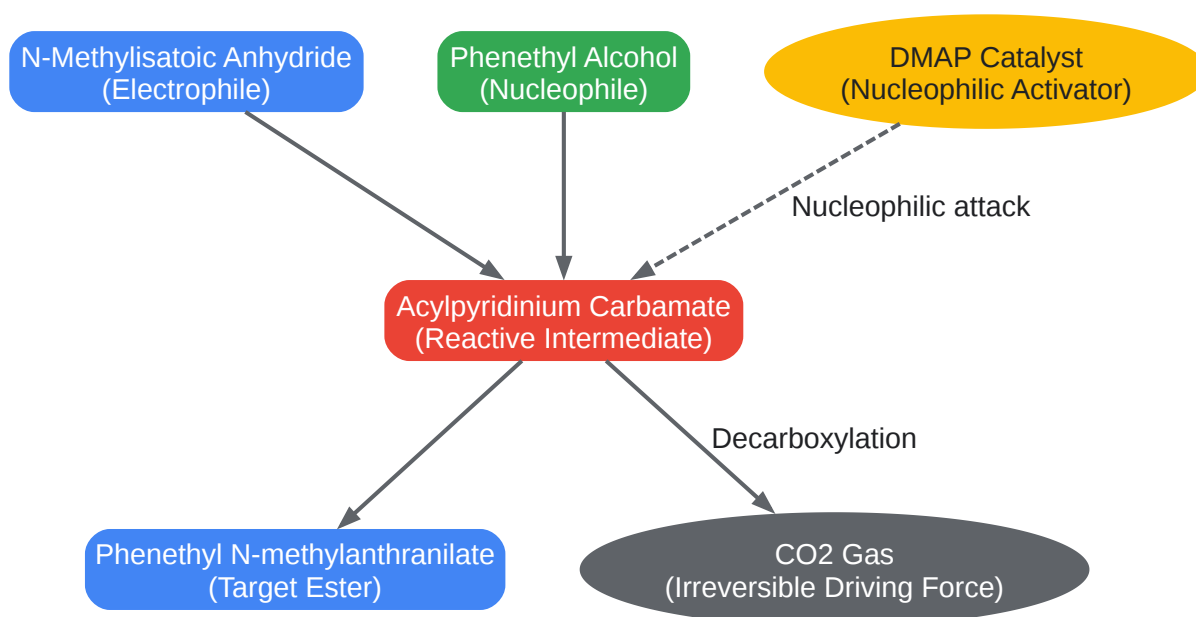 N-Methylisatoic Anhydride
(Electrophile)
Phenethyl Alcohol
(Nucleophile)
DMAP Catalyst
(Nucleophilic Activator)
Nucleophilic attack
Acylpyridinium Carbamate
(Reactive Intermediate)
Decarboxylation
Phenethyl N-methylanthranilate
(Target Ester)
CO2 Gas
(Irreversible Driving Force)